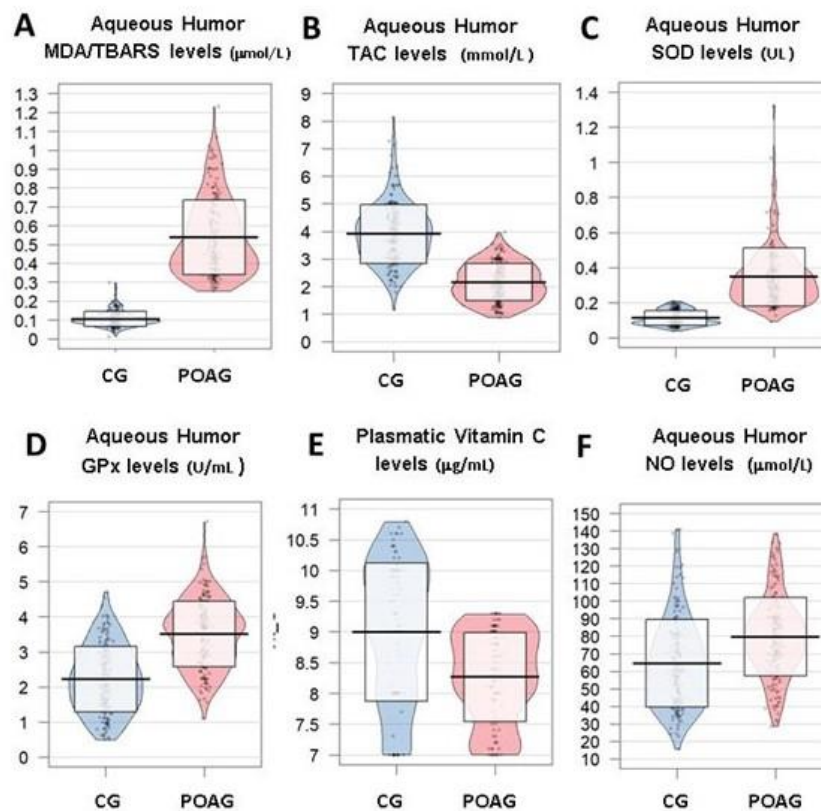 A
Aqueous Humor
MDA/TBARS levels (μmol/L)
1.3
1.2
1.1
1
0.9
0.8
0.7
0.6
0.5
0.4
0.3
0.2
0.1
0
CG POAG
B
Aqueous Humor
TAC levels (mmol/L)
9
8
7
6
5
4
3
2
1
0
CG POAG
C
Aqueous Humor
SOD levels (UL)
1.4
1.2
1
0.8
0.6
0.4
0.2
0
CG POAG
D
Aqueous Humor
GPx levels (U/mL)
7
6
5
4
3
2
1
0
CG POAG
E
Plasmatic Vitamin C
levels (μg/mL)
11
10.5
10
9.5
9
8.5
8
7.5
7
CG POAG
F
Aqueous Humor
NO levels (μmol/L)
150
140
130
120
110
100
90
80
70
60
50
40
30
20
10
CG POAG